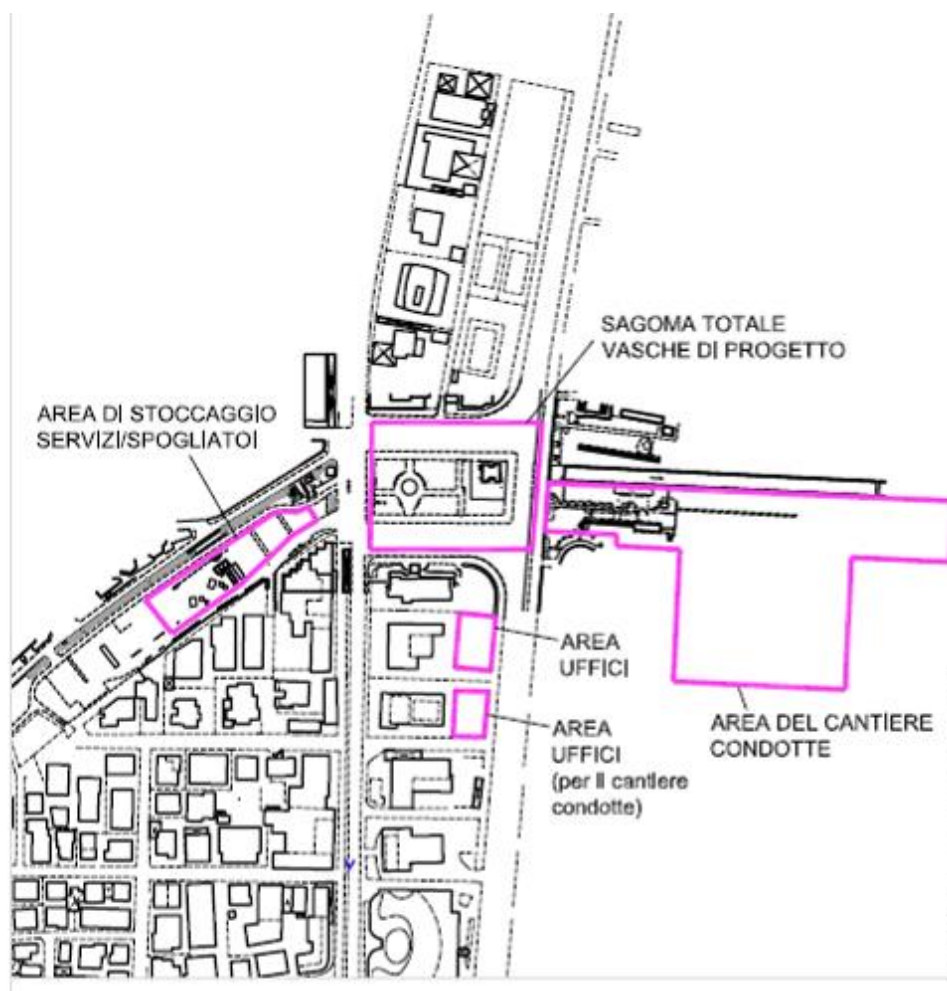 SAGOMA TOTALE
VASCHE DI PROGETTO
AREA DI STOCCAGGIO
SERVIZI/SPOGLIATOI
AREA
UFFICI
AREA
UFFICI
(per il cantiere
condotte)
AREA DEL CANTIERE
CONDOTTE